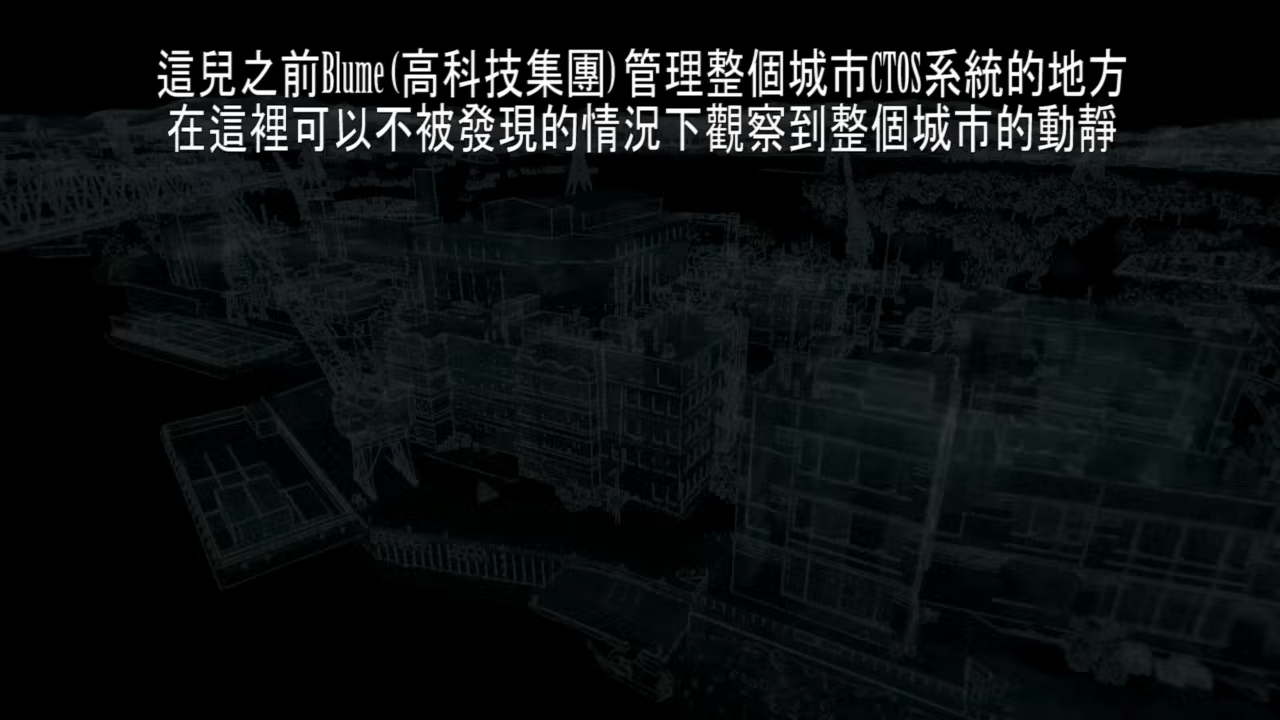 這兒之前Blume (高科技集團) 管理整個城市CTOS系統的地方
在這裡可以不被發現的情況下觀察到整個城市的動靜